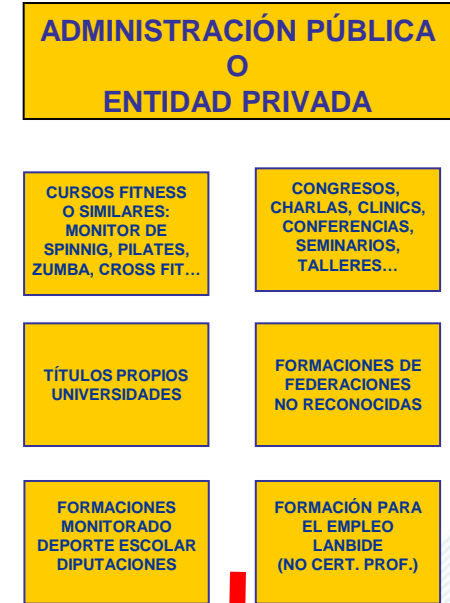 ADMINISTRACIÓN PÚBLICA
O
ENTIDAD PRIVADA
CURSOS FITNESS
O SIMILARES:
MONITOR DE
SPINNIG, PILATES,
ZUMBA, CROSS FIT…
CONGRESOS,
CHARLAS, CLINICS,
CONFERENCIAS,
SEMINARIOS,
TALLERES…
TÍTULOS PROPIOS
UNIVERSIDADES
FORMACIONES DE
FEDERACIONES
NO RECONOCIDAS
FORMACIONES
MONITORADO
DEPORTE ESCOLAR
DIPUTACIONES
FORMACIÓN PARA
EL EMPLEO
LANBIDE
(NO CERT. PROF.)